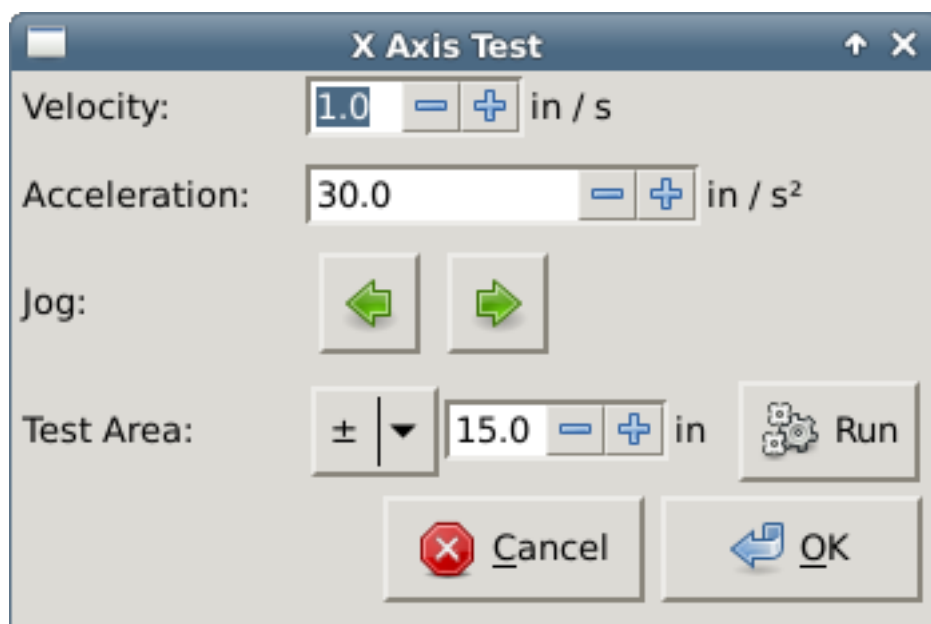 X Axis Test
Velocity: 1.0 in / s
Acceleration: 30.0 in / s²
Jog:
Test Area: ± 15.0 in Run
Cancel OK